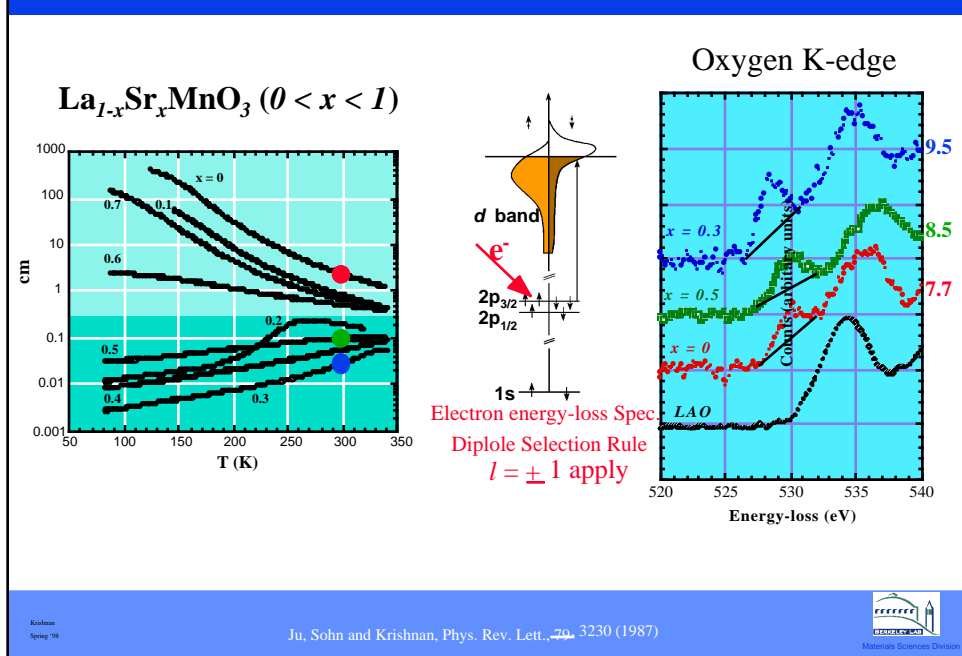 La1-xSrxMnO3 (0 < x < 1)
1000
100
10
1
0.1
0.01
0.001
cm
x = 0
0.7
0.1
0.6
0.2
0.5
0.4
0.3
50
100
150
200
250
300
350
T (K)
d band
e-
2p3/2
2p1/2
1s
Electron energy-loss Spec.
Diplole Selection Rule
l = + 1 apply
Oxygen K-edge
Counts (arbitary units)
x = 0.3
x = 0.5
x = 0
LAO
9.5
8.5
7.7
520
525
530
535
540
Energy-loss (eV)
Krishnan
Spring '98
Ju, Sohn and Krishnan, Phys. Rev. Lett., 79, 3230 (1987)
BERKELEY LAB
Materials Sciences Division